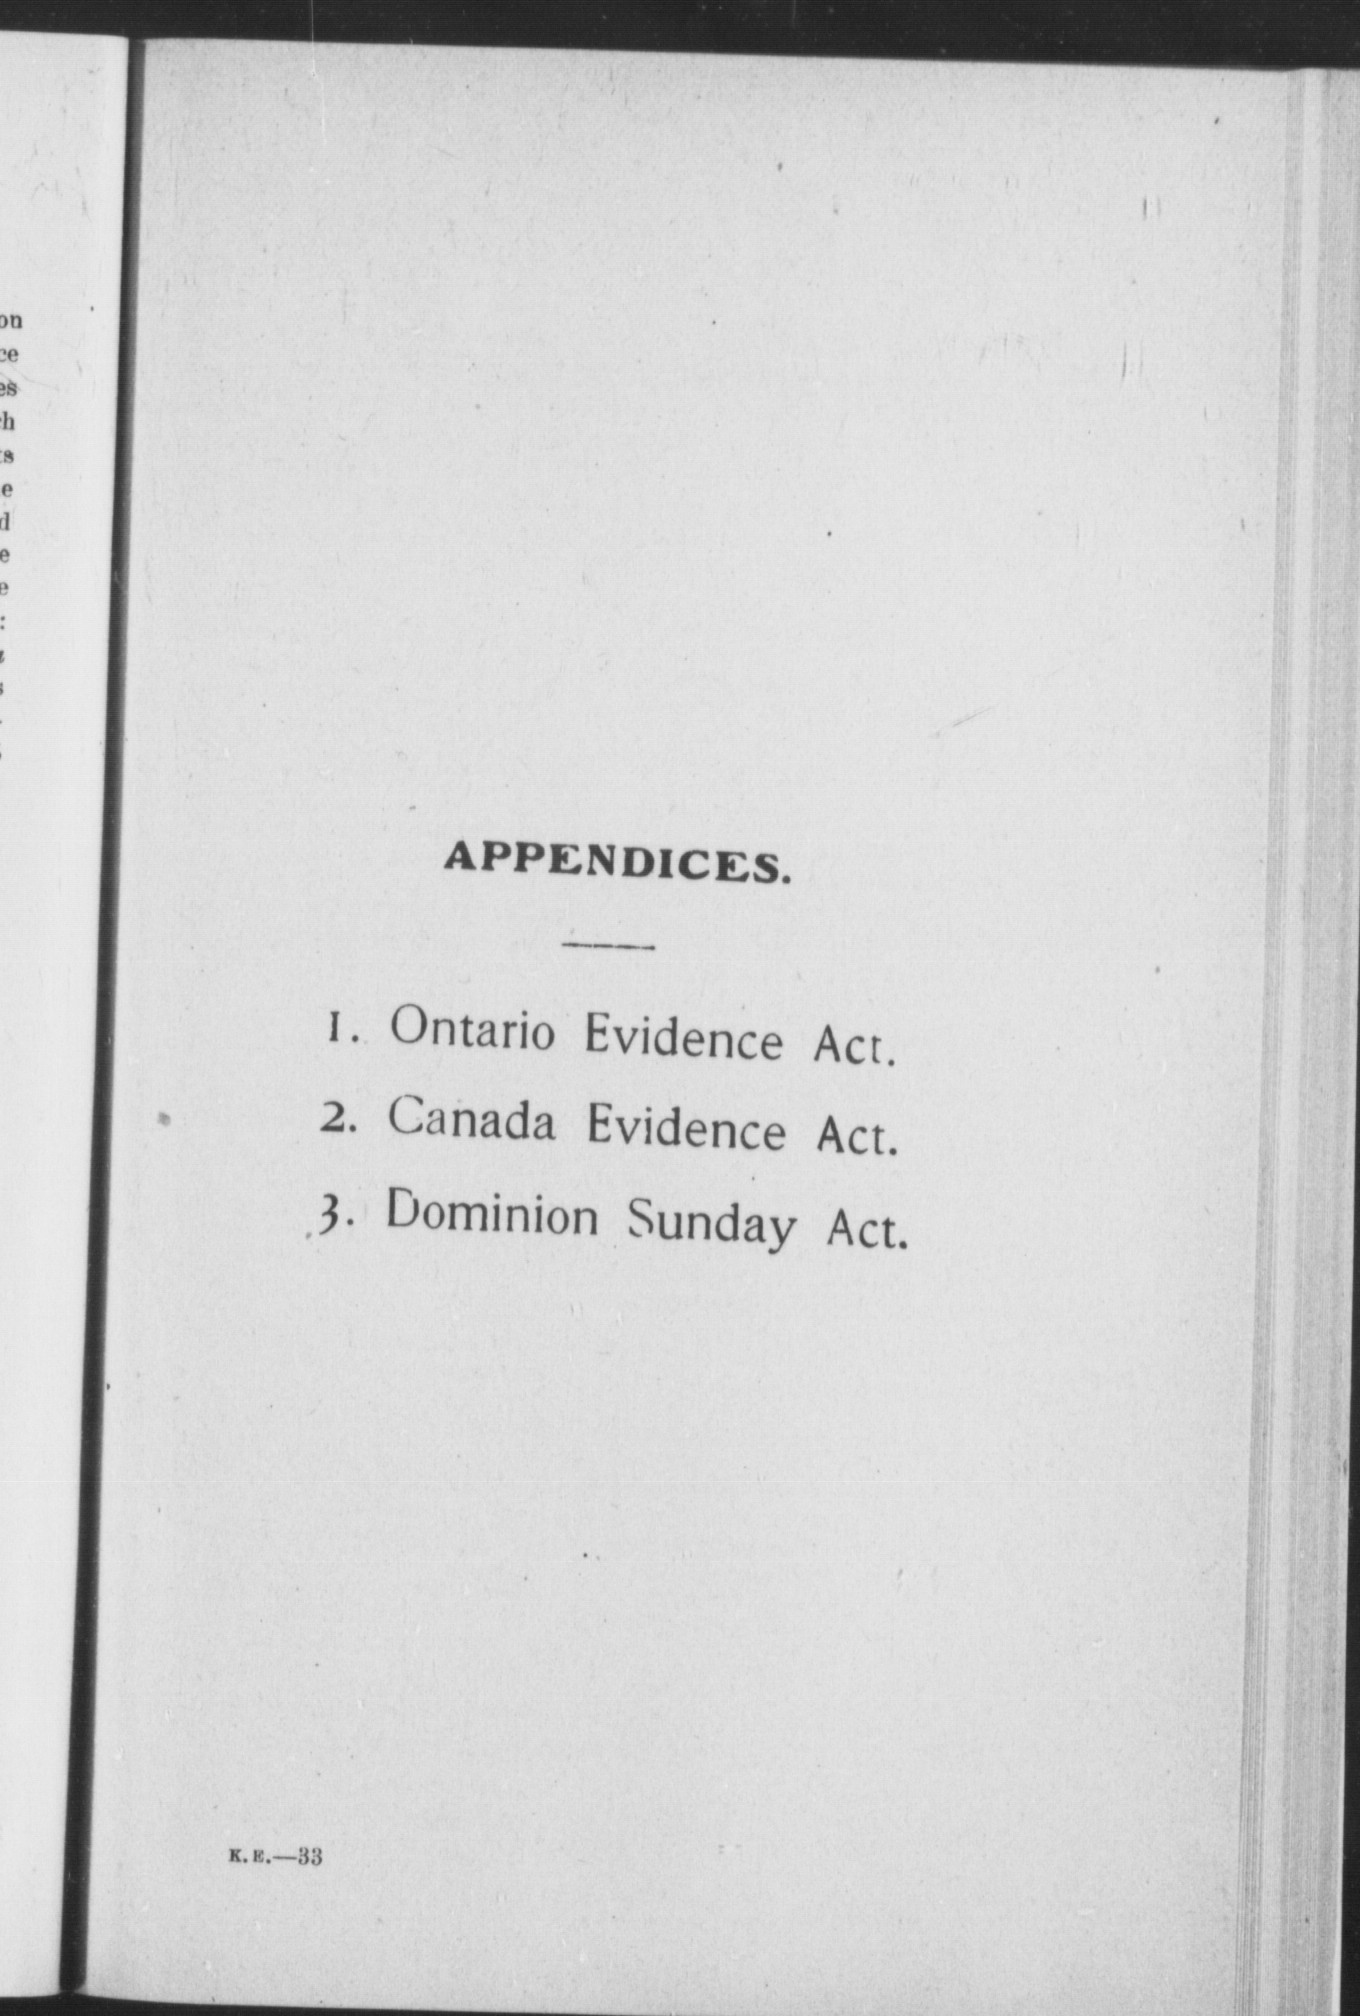 APPENDICES.
1. Ontario Evidence Act.
2. Canada Evidence Act.
3. Dominion Sunday Act.
K. E.—33